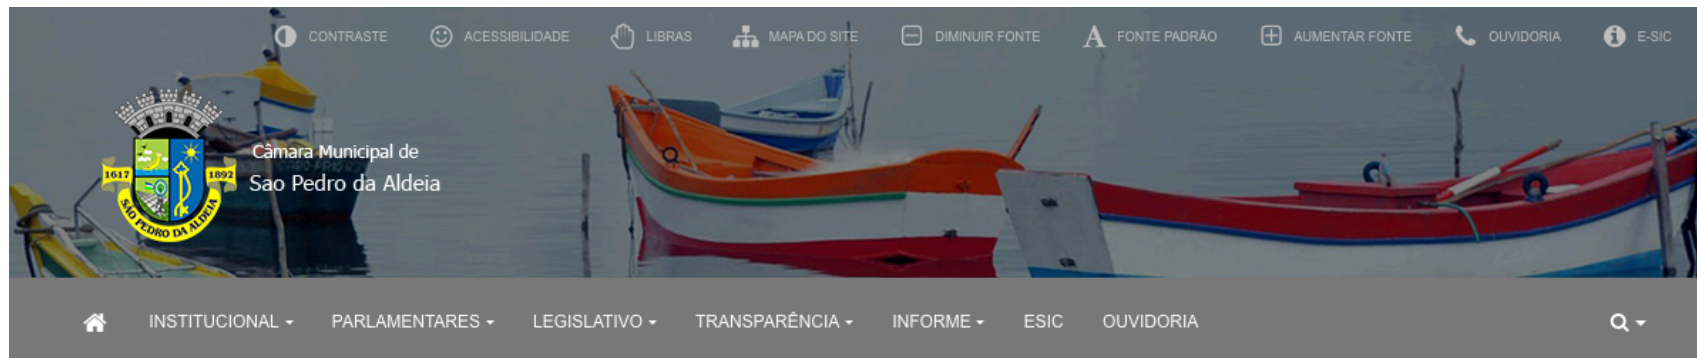 CONTRASTE ACESSIBILIDADE LIBRAS MAPA DO SITE DIMINUIR FONTE A FONTE PADRÃO AUMENTAR FONTE OUVIDORIA E-SIC
Câmara Municipal de
Sao Pedro da Aldeia
1617 1892
SÃO PEDRO DA ALDEIA
INSTITUCIONAL PARLAMENTARES LEGISLATIVO TRANSPARÊNCIA INFORME ESIC OUVIDORIA